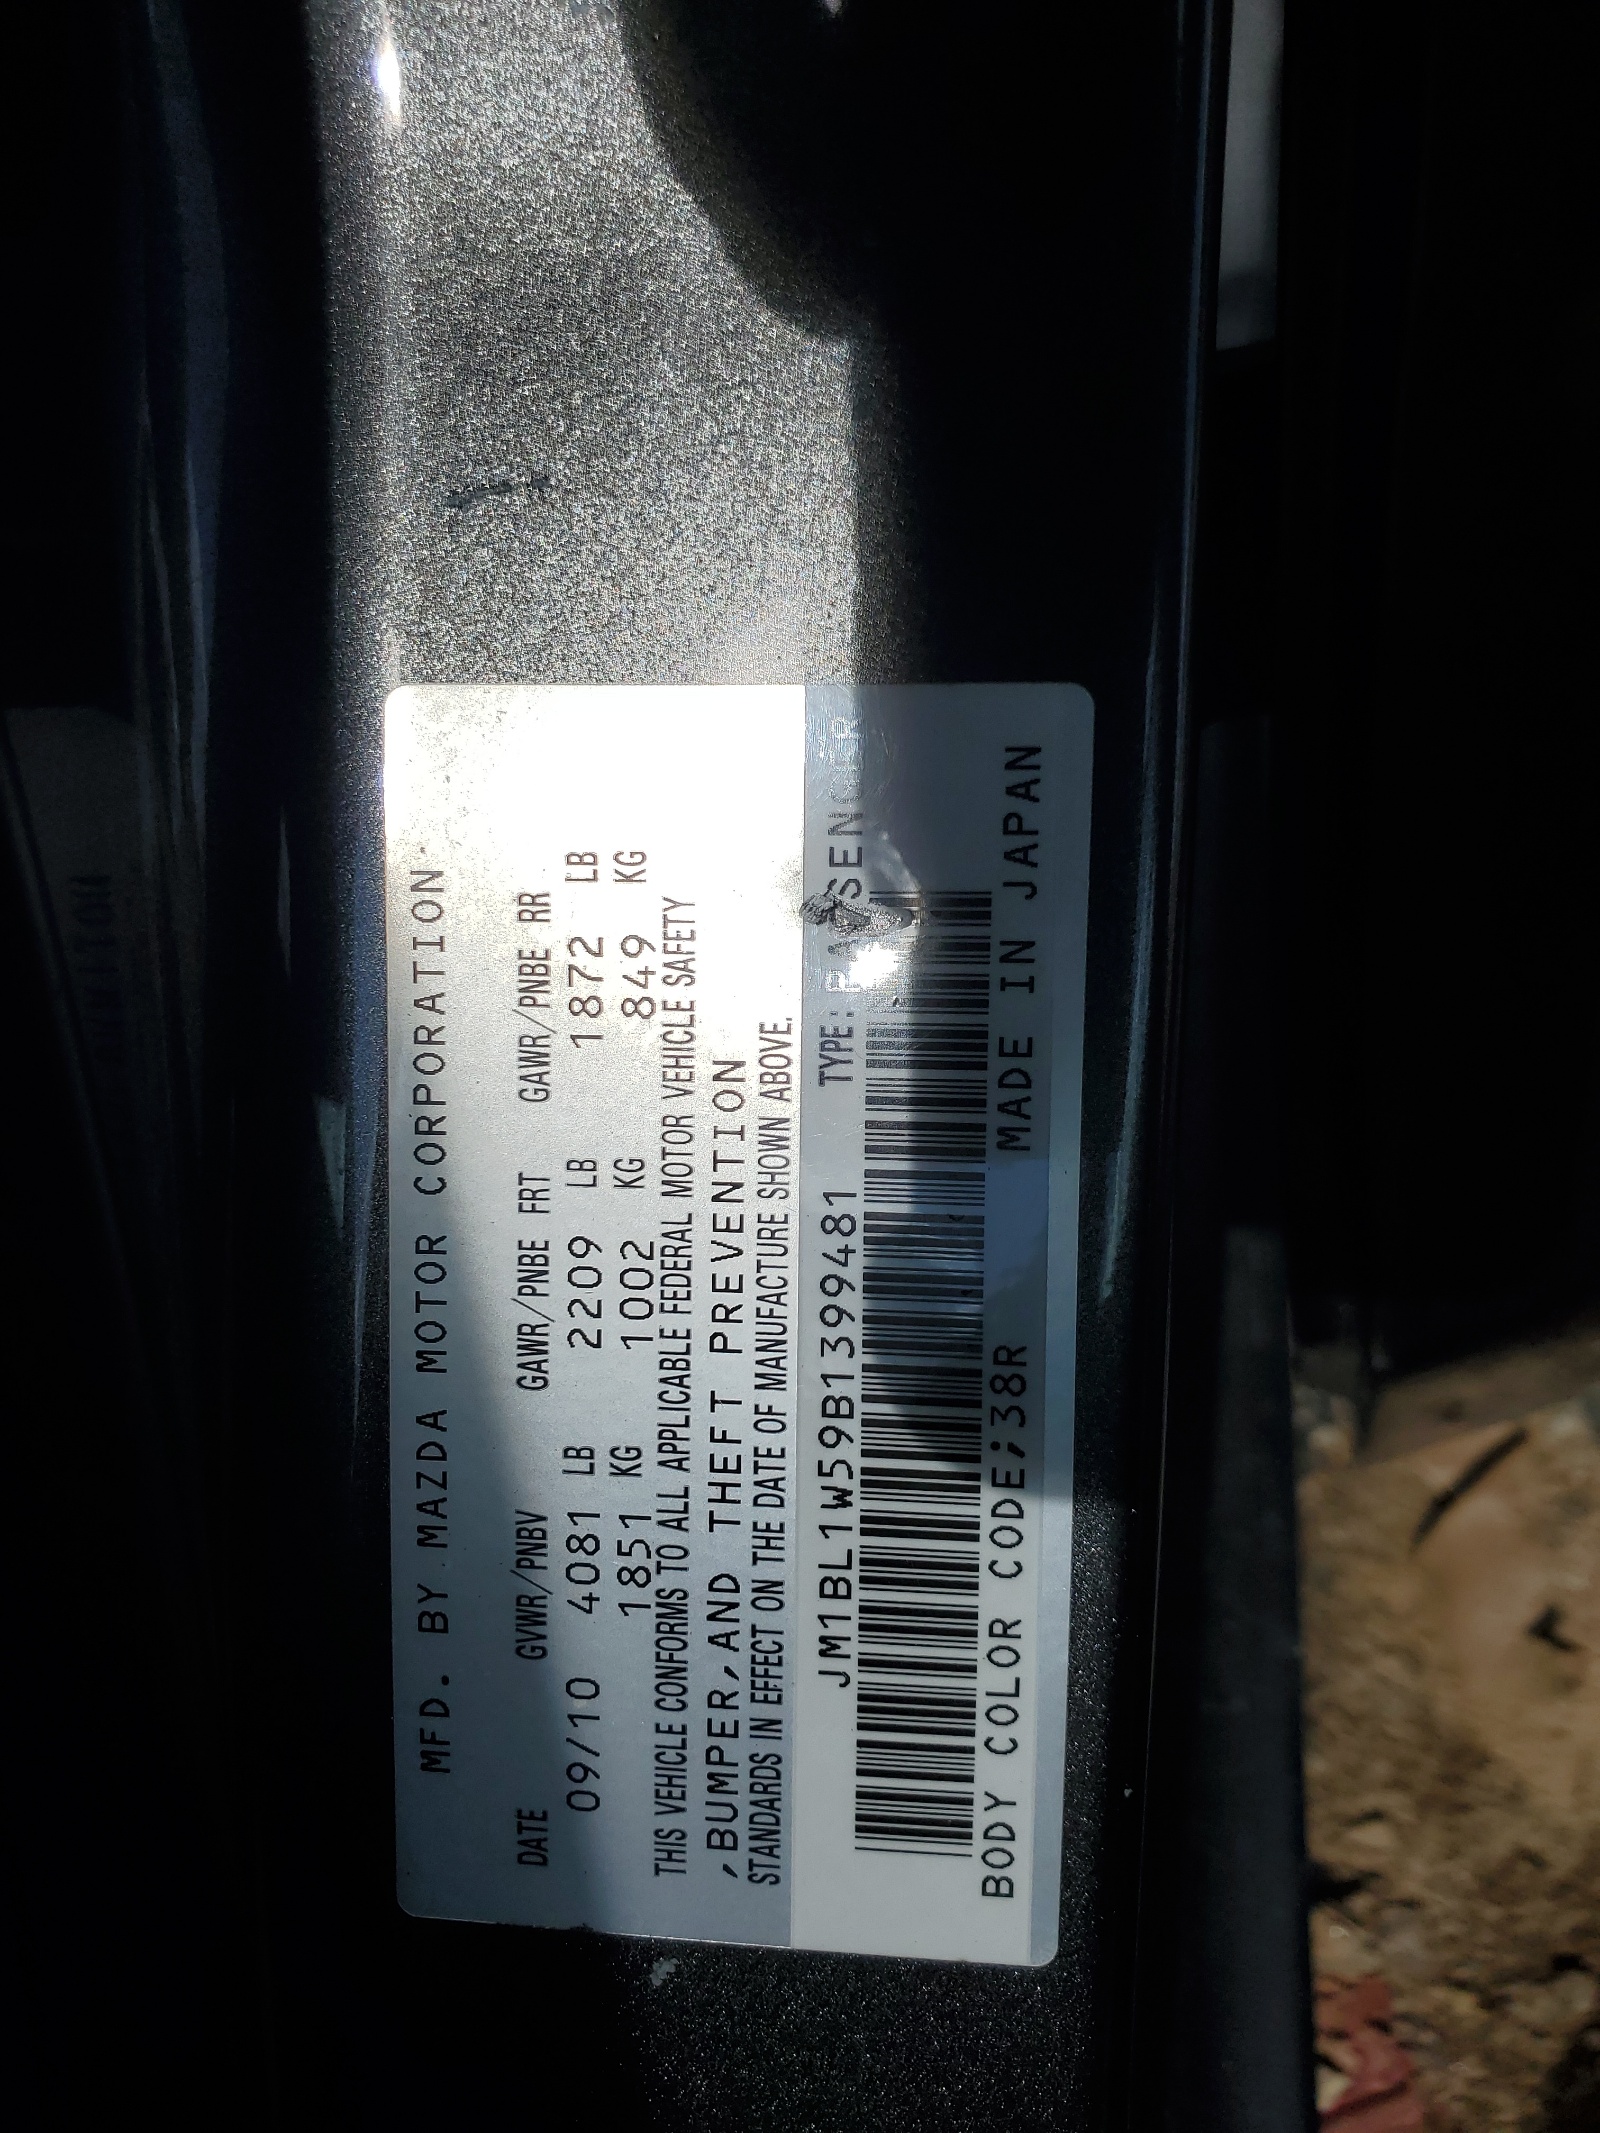 MFD. BY MAZDA MOTOR CORPORATION
DATE GVWR/PNBV GAWR/PNBE FRT GAWR/PNBE RR
09/10 4081 LB 2209 LB 1872 LB
1851 KG 1002 KG 849 KG
THIS VEHICLE CONFORMS TO ALL APPLICABLE FEDERAL MOTOR VEHICLE SAFETY
,BUMPER,AND THEFT PREVENTION
STANDARDS IN EFFECT ON THE DATE OF MANUFACTURE SHOWN ABOVE.
JM1BL1W59B1399481 TYPE: PASSENGER
BODY COLOR CODE;38R MADE IN JAPAN